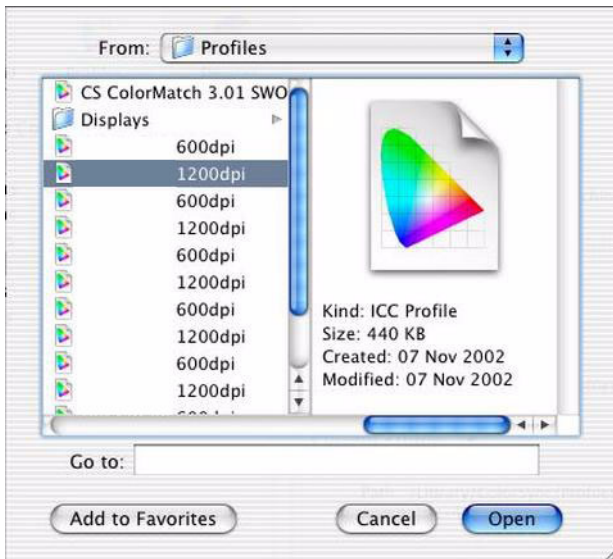 From: Profiles
CS ColorMatch 3.01 SWO
Displays
600dpi
1200dpi
600dpi
1200dpi
600dpi
1200dpi
600dpi
1200dpi
600dpi
1200dpi
Kind: ICC Profile
Size: 440 KB
Created: 07 Nov 2002
Modified: 07 Nov 2002
Go to:
Add to Favorites
Cancel
Open